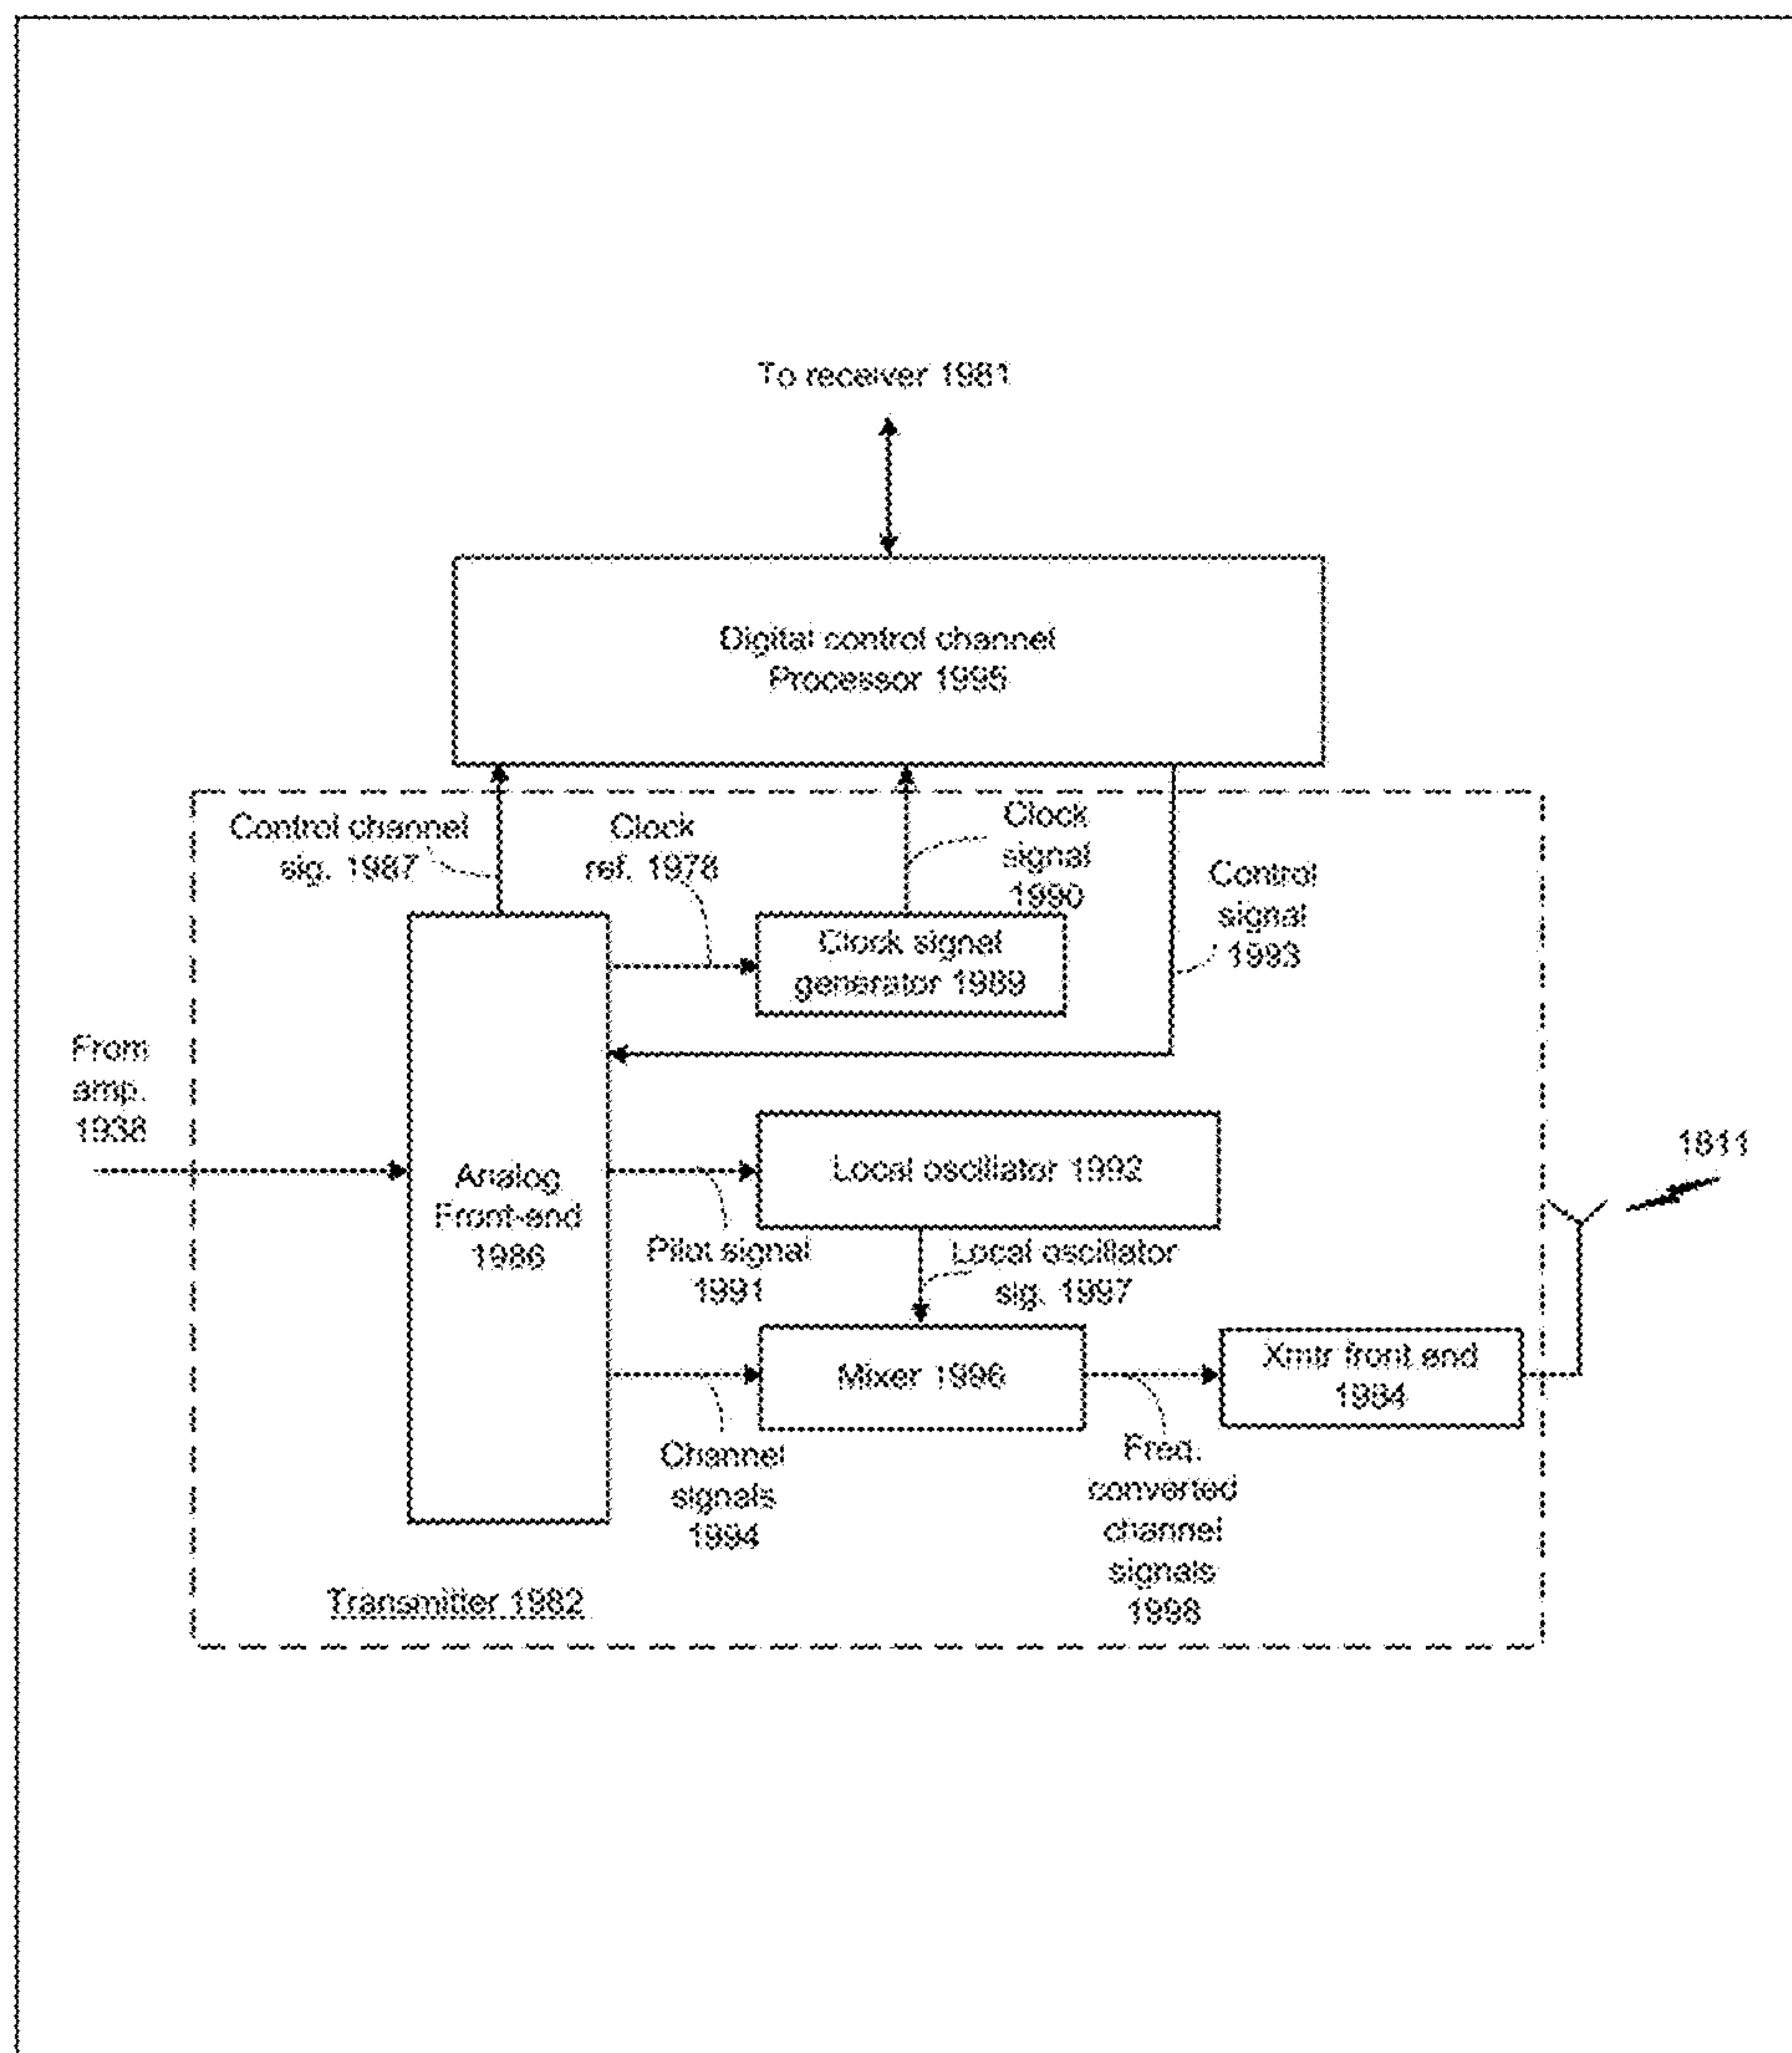 To receiver 1981
Digital control channel
Processor 1995
Control channel
sig. 1987
Clock
ref. 1978
Clock
signal
1990
Control
signal
1993
Clock signal
generator 1989
From
amp.
1938
Analog
Front-end
1986
Local oscillator 1992
1811
Pilot signal
1991
Local oscillator
sig. 1997
Mixer 1996
Xmtr front end
1984
Channel
signals
1994
Freq.
converted
channel
signals
1998
Transmitter 1982